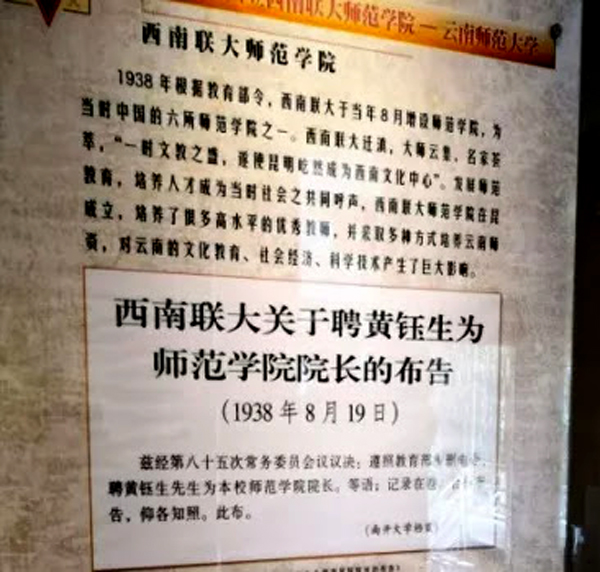 西南联大师范学院—云南师范大学
西南联大师范学院
1938年根据教育部令，西南联大于当年8月增设师范学院，为
当时中国的六所师范学院之一。西南联大迁滇，大师云集，名家荟
萃，“一时文教之盛，遂使昆明屹然成为西南文化中心”。发展师范
教育，培养人才成为当时社会之共同呼声，西南联大师范学院在昆
成立，培养了很多高水平的优秀教师，并采取多种方式培养云南师
资，对云南的文化教育、社会经济、科学技术产生了巨大影响。
西南联大关于聘黄钰生为
师范学院院长的布告
（1938年8月19日）
兹经第八十五次常务委员会议议决：遵照教育部
聘黄钰生先生为本校师范学院院长。等语；记录在
告，仰各知照。此布。
（南开大学档案）